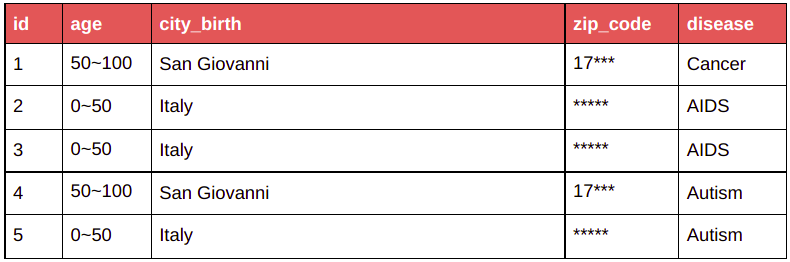 id age city_birth zip_code disease
1 50~100 San Giovanni 17*** Cancer
2 0~50 Italy ***** AIDS
3 0~50 Italy ***** AIDS
4 50~100 San Giovanni 17*** Autism
5 0~50 Italy ***** Autism